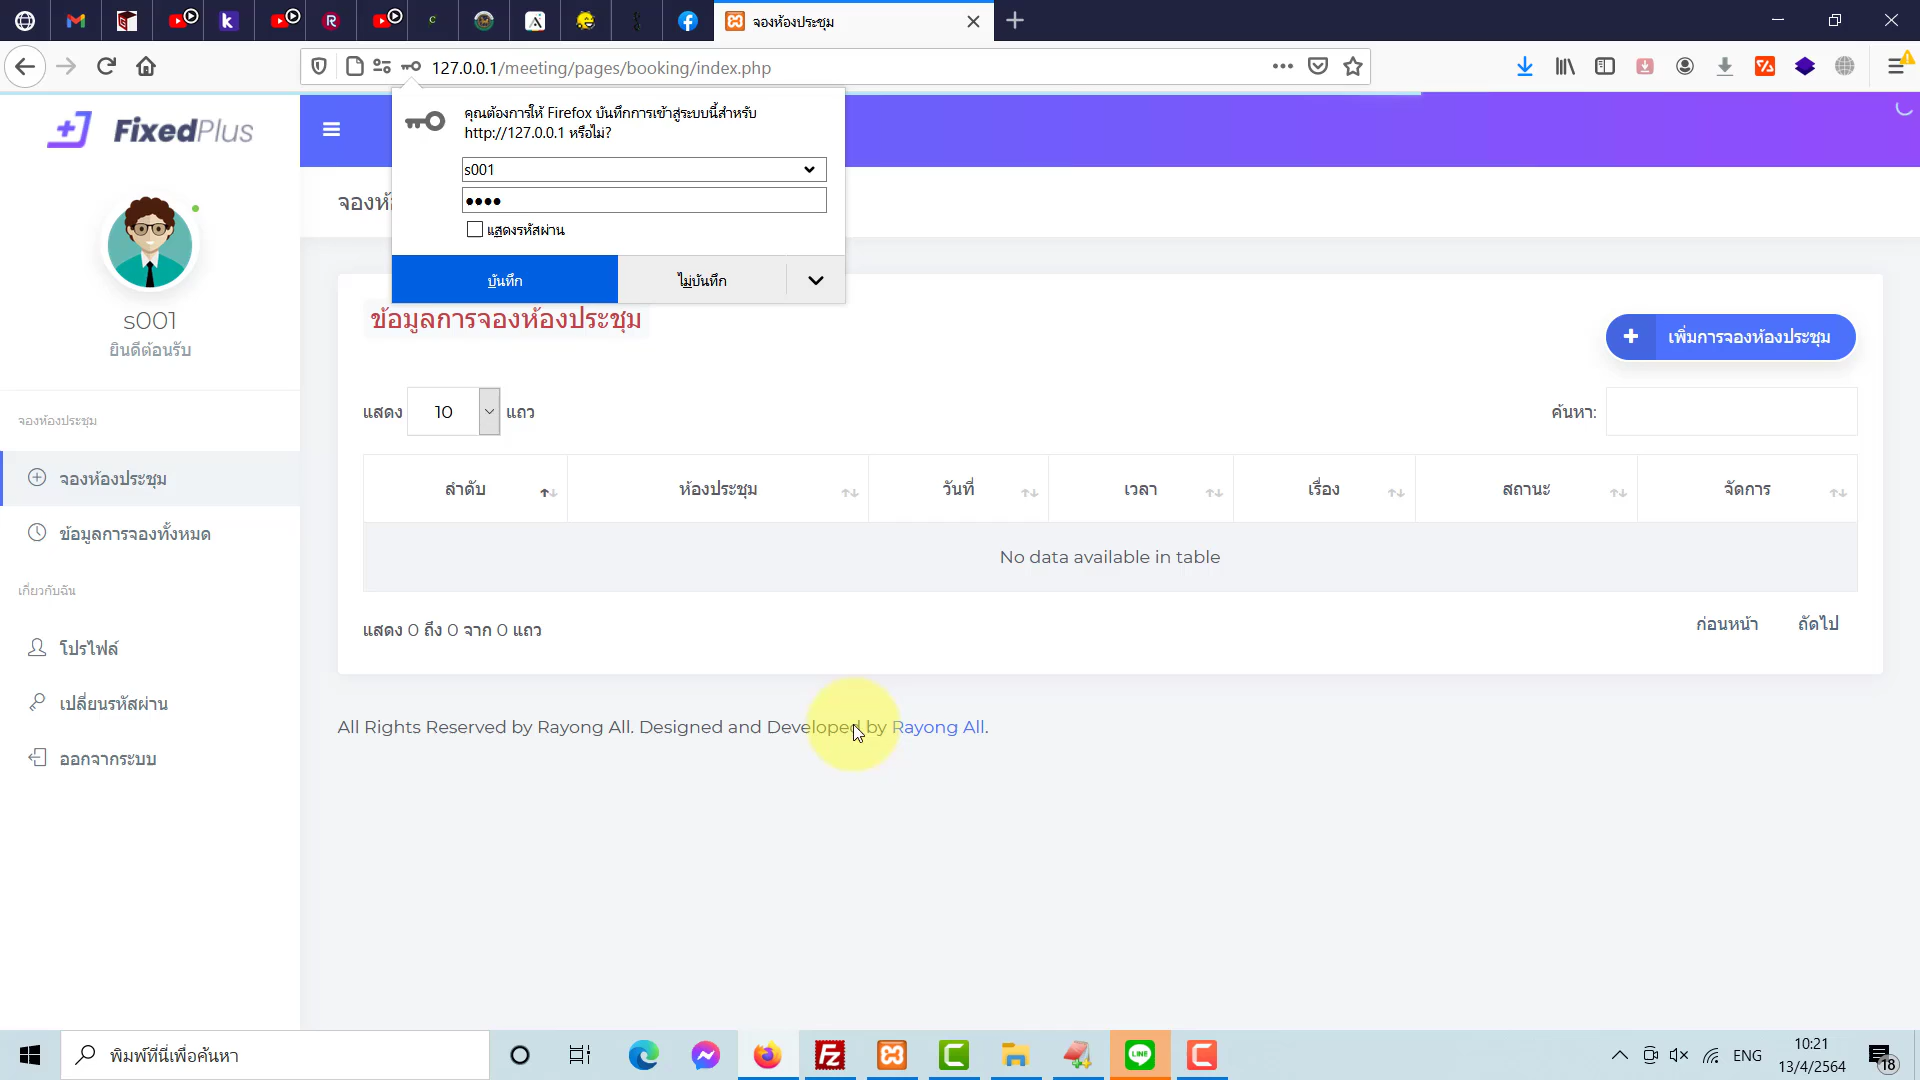 จองห้องประชุม
127.0.0.1/meeting/pages/booking/index.php
FixedPlus
คุณต้องการให้ Firefox บันทึกการเข้าสู่ระบบนี้สำหรับ
http://127.0.0.1 หรือไม่?
s001
แสดงรหัสผ่าน
บันทึก
ไม่บันทึก
s001
ยินดีต้อนรับ
จองห้องประชุม
จองห้องประชุม
ข้อมูลการจองทั้งหมด
เกี่ยวกับฉัน
โปรไฟล์
เปลี่ยนรหัสผ่าน
ออกจากระบบ
ข้อมูลการจองห้องประชุม
เพิ่มการจองห้องประชุม
แสดง 10 แถว
ค้นหา:
ลำดับ ห้องประชุม วันที่ เวลา เรื่อง สถานะ จัดการ
No data available in table
แสดง 0 ถึง 0 จาก 0 แถว
ก่อนหน้า ถัดไป
All Rights Reserved by Rayong All. Designed and Developed by Rayong All.
พิมพ์ที่นี่เพื่อค้นหา
ENG
10:21
13/4/2564
18